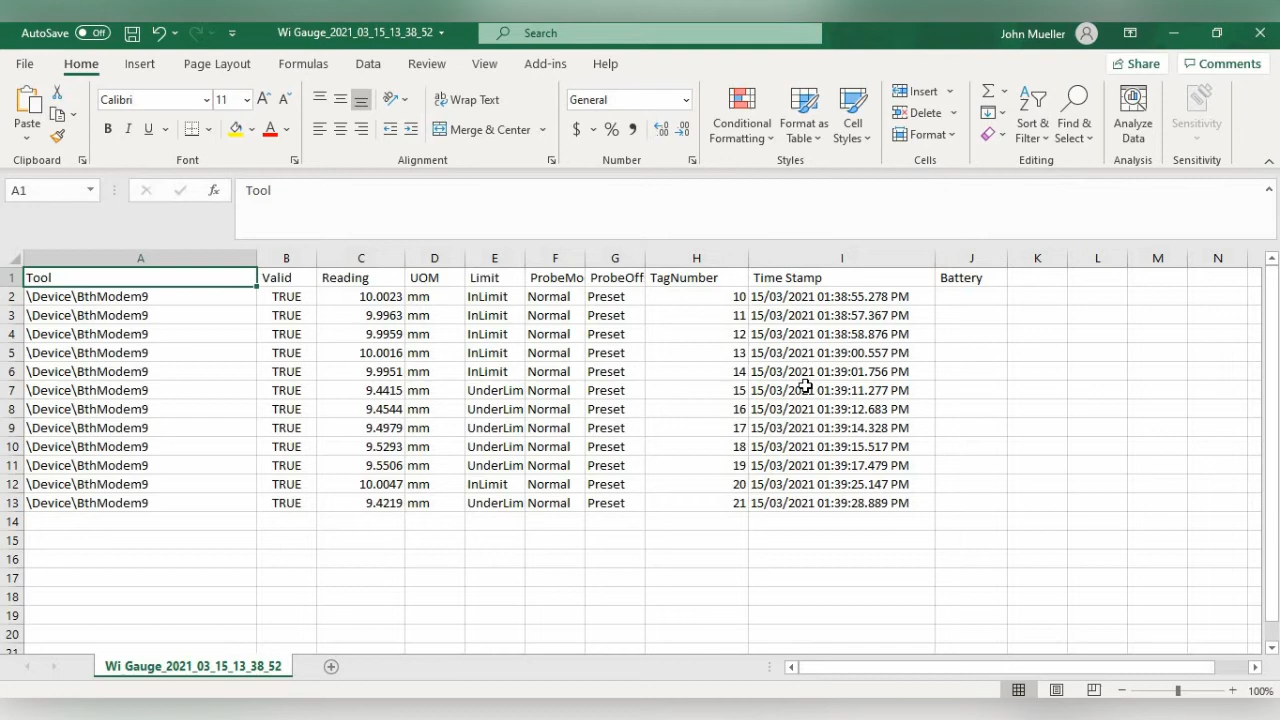 AutoSave Off Wi Gauge_2021_03_15_13_38_52 Search John Mueller
File Home Insert Page Layout Formulas Data Review View Add-ins Help Share Comments
Paste Calibri 11 Wrap Text General Conditional Formatting Format as Table Cell Styles Insert Sort & Filter Find & Select Analyze Data Sensitivity
B I U Merge & Center $ % Delete
Format
Clipboard Font Alignment Number Styles Cells Editing Analysis Sensitivity
A1 fx Tool
A B C D E F G H I J K L M N
1 Tool Valid Reading UOM Limit ProbeMo ProbeOff TagNumber Time Stamp Battery
2 \Device\BthModem9 TRUE 10.0023 mm InLimit Normal Preset 10 15/03/2021 01:38:55.278 PM
3 \Device\BthModem9 TRUE 9.9963 mm InLimit Normal Preset 11 15/03/2021 01:38:57.367 PM
4 \Device\BthModem9 TRUE 9.9959 mm InLimit Normal Preset 12 15/03/2021 01:38:58.876 PM
5 \Device\BthModem9 TRUE 10.0016 mm InLimit Normal Preset 13 15/03/2021 01:39:00.557 PM
6 \Device\BthModem9 TRUE 9.9951 mm InLimit Normal Preset 14 15/03/2021 01:39:01.756 PM
7 \Device\BthModem9 TRUE 9.4415 mm UnderLim Normal Preset 15 15/03/2021 01:39:11.277 PM
8 \Device\BthModem9 TRUE 9.4544 mm UnderLim Normal Preset 16 15/03/2021 01:39:12.683 PM
9 \Device\BthModem9 TRUE 9.4979 mm UnderLim Normal Preset 17 15/03/2021 01:39:14.328 PM
10 \Device\BthModem9 TRUE 9.5293 mm UnderLim Normal Preset 18 15/03/2021 01:39:15.517 PM
11 \Device\BthModem9 TRUE 9.5506 mm UnderLim Normal Preset 19 15/03/2021 01:39:17.479 PM
12 \Device\BthModem9 TRUE 10.0047 mm InLimit Normal Preset 20 15/03/2021 01:39:25.147 PM
13 \Device\BthModem9 TRUE 9.4219 mm UnderLim Normal Preset 21 15/03/2021 01:39:28.889 PM
14
15
16
17
18
19
20
21
Wi Gauge_2021_03_15_13_38_52
100%